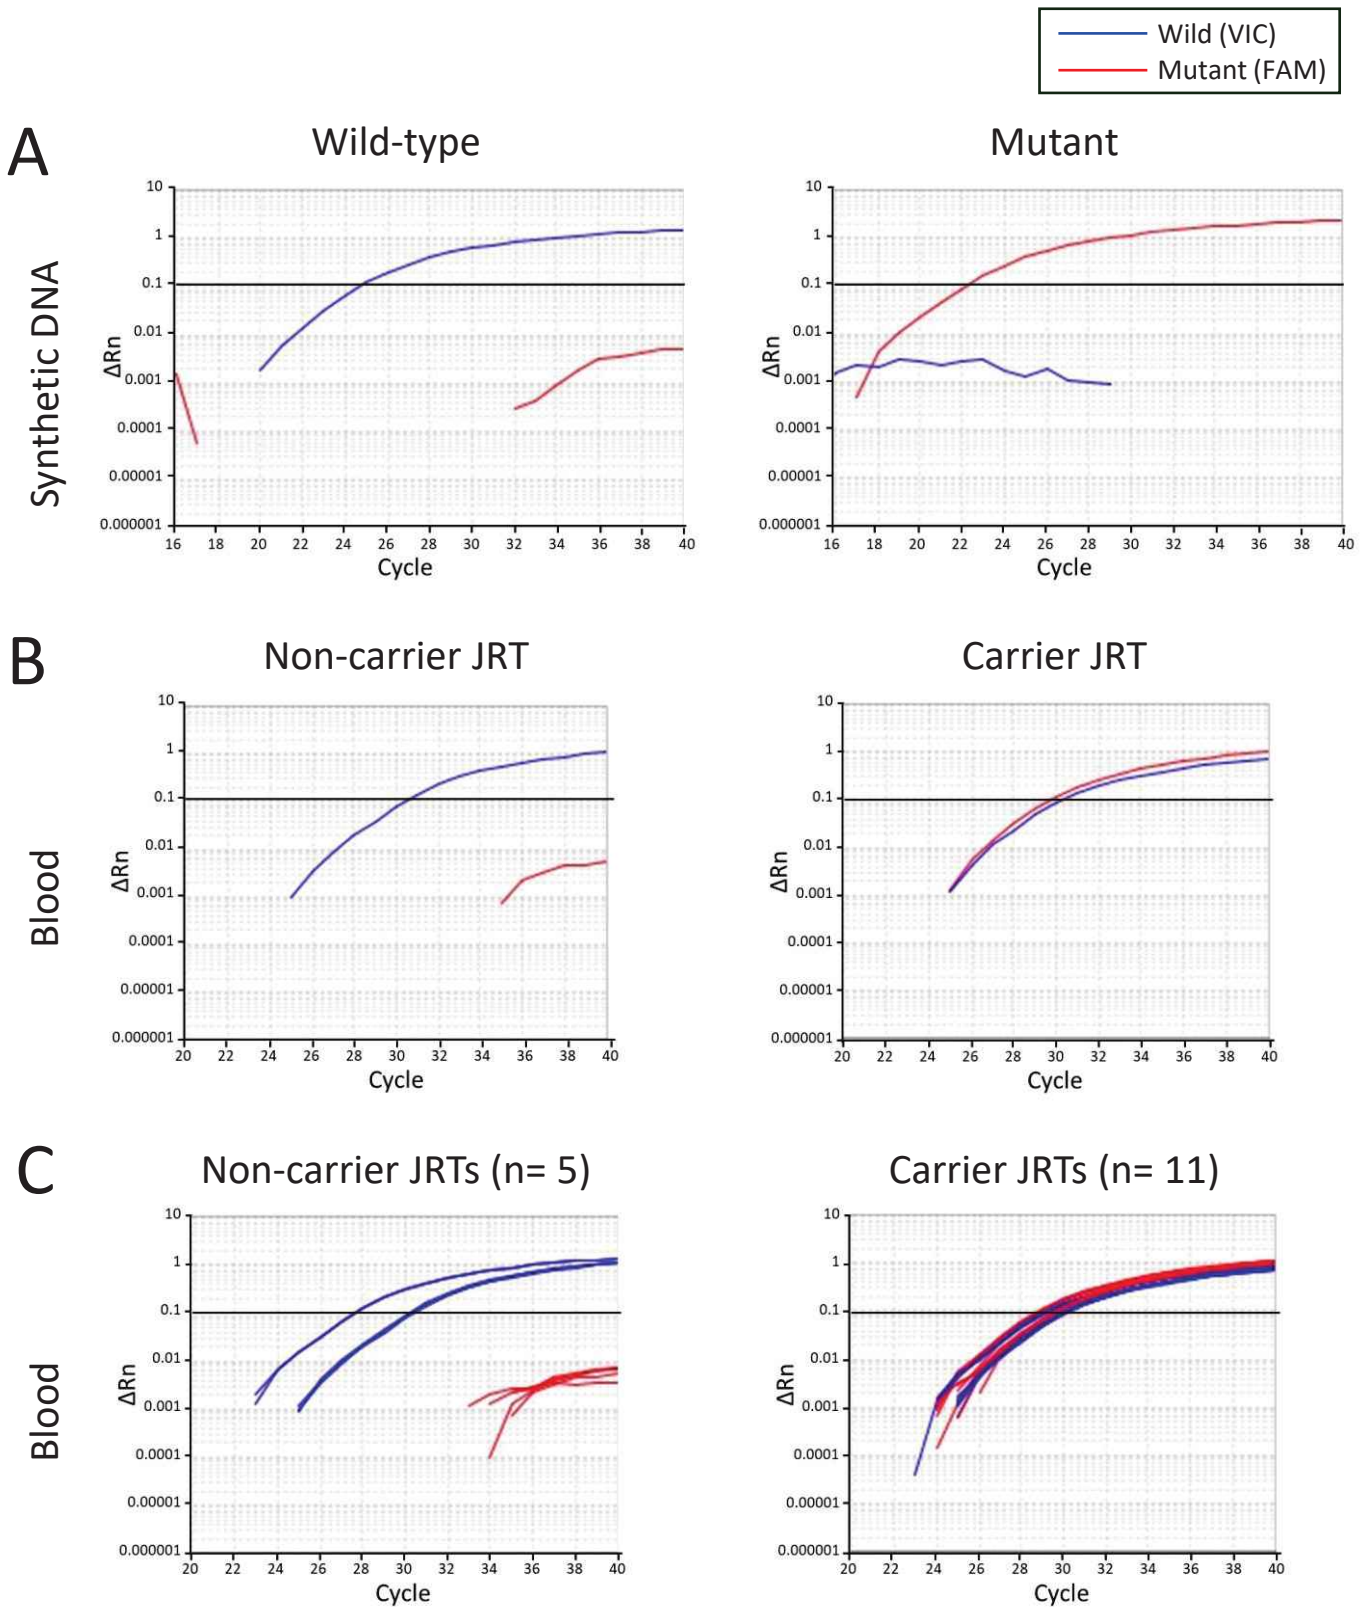 Wild (VIC)
Mutant (FAM)
A
Wild-type
Mutant
Synthetic DNA
ΔRn
10
1
0.1
0.01
0.001
0.0001
0.00001
0.000001
16 18 20 22 24 26 28 30 32 34 36 38 40
Cycle
ΔRn
10
1
0.1
0.01
0.001
0.0001
0.00001
0.000001
16 18 20 22 24 26 28 30 32 34 36 38 40
Cycle
B
Non-carrier JRT
Carrier JRT
Blood
ΔRn
10
1
0.1
0.01
0.001
0.0001
0.00001
0.000001
20 22 24 26 28 30 32 34 36 38 40
Cycle
ΔRn
10
1
0.1
0.01
0.001
0.0001
0.00001
0.000001
20 22 24 26 28 30 32 34 36 38 40
Cycle
C
Non-carrier JRTs (n= 5)
Carrier JRTs (n= 11)
Blood
ΔRn
10
1
0.1
0.01
0.001
0.0001
0.00001
0.000001
20 22 24 26 28 30 32 34 36 38 40
Cycle
ΔRn
10
1
0.1
0.01
0.001
0.0001
0.00001
0.000001
20 22 24 26 28 30 32 34 36 38 40
Cycle